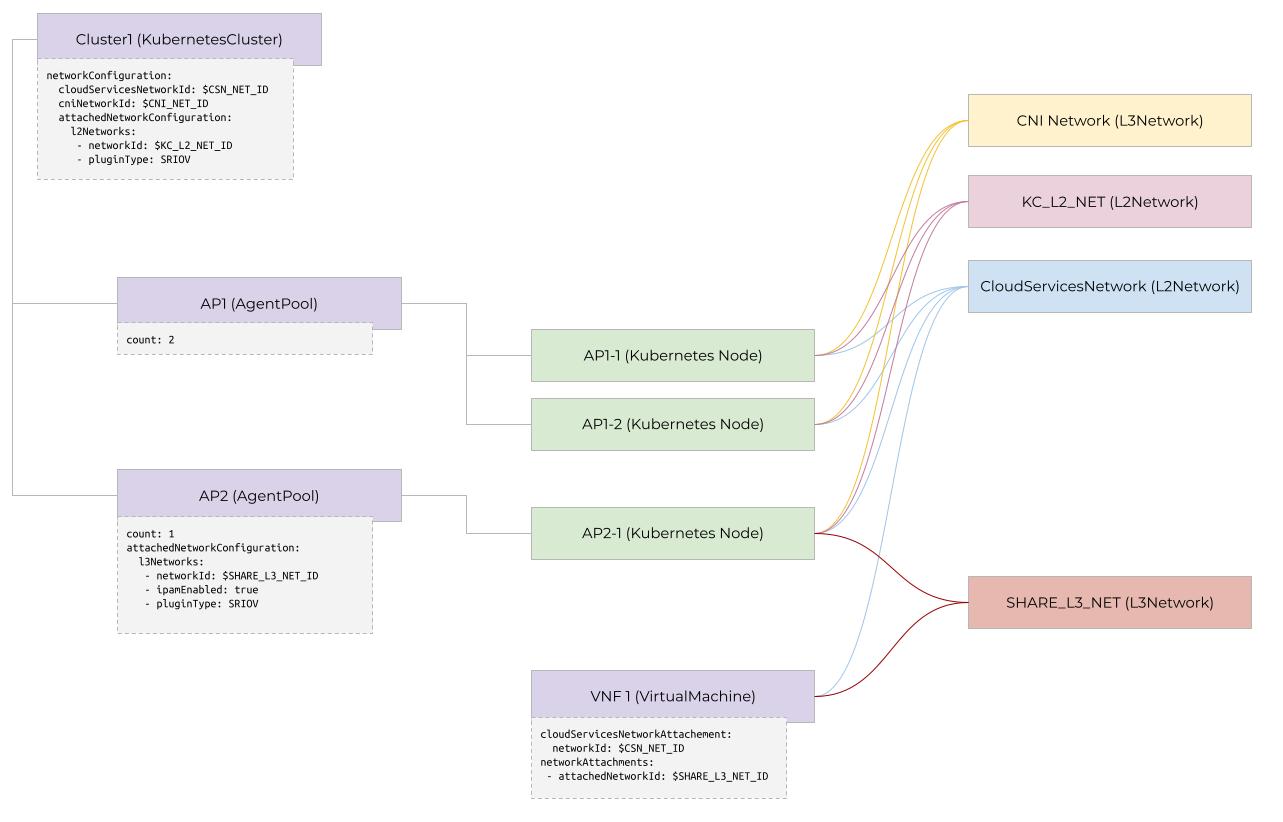 Cluster1 (KubernetesCluster)
networkConfiguration:
cloudServicesNetworkId: $CSN_NET_ID
cniNetworkId: $CNI_NET_ID
attachedNetworkConfiguration:
l2Networks:
- networkId: $KC_L2_NET_ID
- pluginType: SRIOV
CNI Network (L3Network)
KC_L2_NET (L2Network)
CloudServicesNetwork (L2Network)
AP1 (AgentPool)
count: 2
AP1-1 (Kubernetes Node)
AP1-2 (Kubernetes Node)
AP2 (AgentPool)
count: 1
attachedNetworkConfiguration:
l3Networks:
- networkId: $SHARE_L3_NET_ID
- ipamEnabled: true
- pluginType: SRIOV
AP2-1 (Kubernetes Node)
SHARE_L3_NET (L3Network)
VNF 1 (VirtualMachine)
cloudServicesNetworkAttachement:
networkId: $CSN_NET_ID
networkAttachments:
- attachedNetworkId: $SHARE_L3_NET_ID